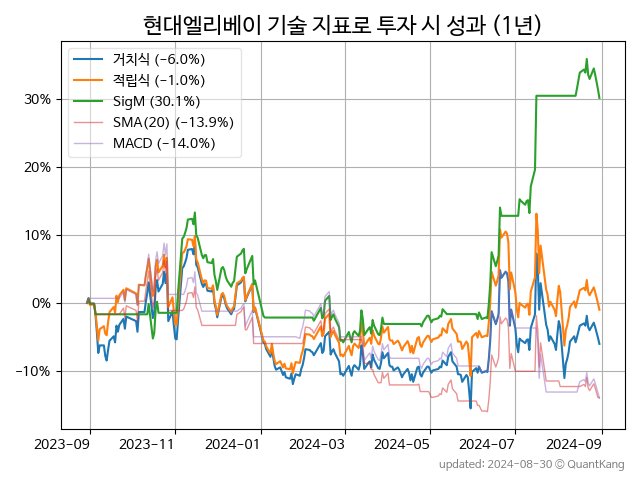 현대엘리베이 기술 지표로 투자 시 성과 (1년)
거치식 (−6.0%)
적립식 (−1.0%)
SigM (30.1%)
SMA(20) (−13.9%)
MACD (−14.0%)
30%
20%
10%
0%
−10%
2023-09 2023-11 2024-01 2024-03 2024-05 2024-07 2024-09
updated: 2024-08-30 © QuantKang